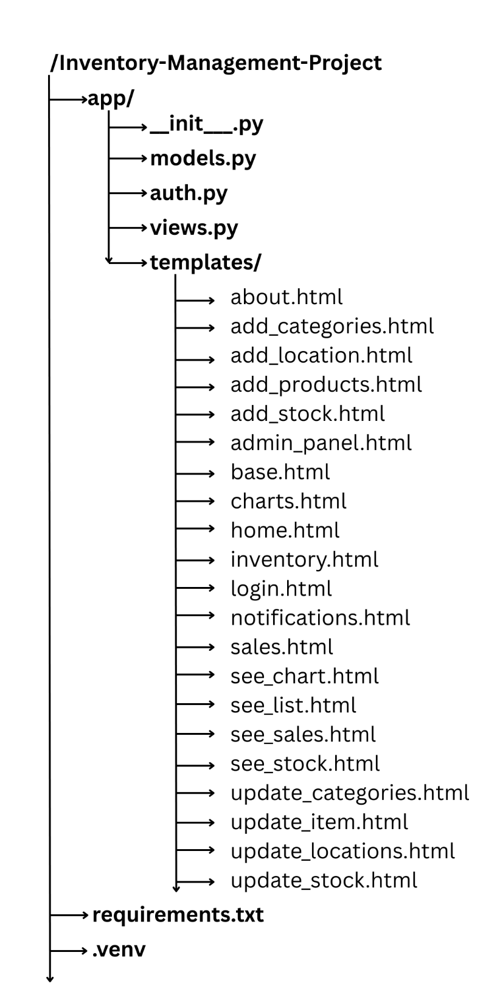 /Inventory-Management-Project
app/
__init___.py
models.py
auth.py
views.py
templates/
about.html
add_categories.html
add_location.html
add_products.html
add_stock.html
admin_panel.html
base.html
charts.html
home.html
inventory.html
login.html
notifications.html
sales.html
see_chart.html
see_list.html
see_sales.html
see_stock.html
update_categories.html
update_item.html
update_locations.html
update_stock.html
requirements.txt
.venv